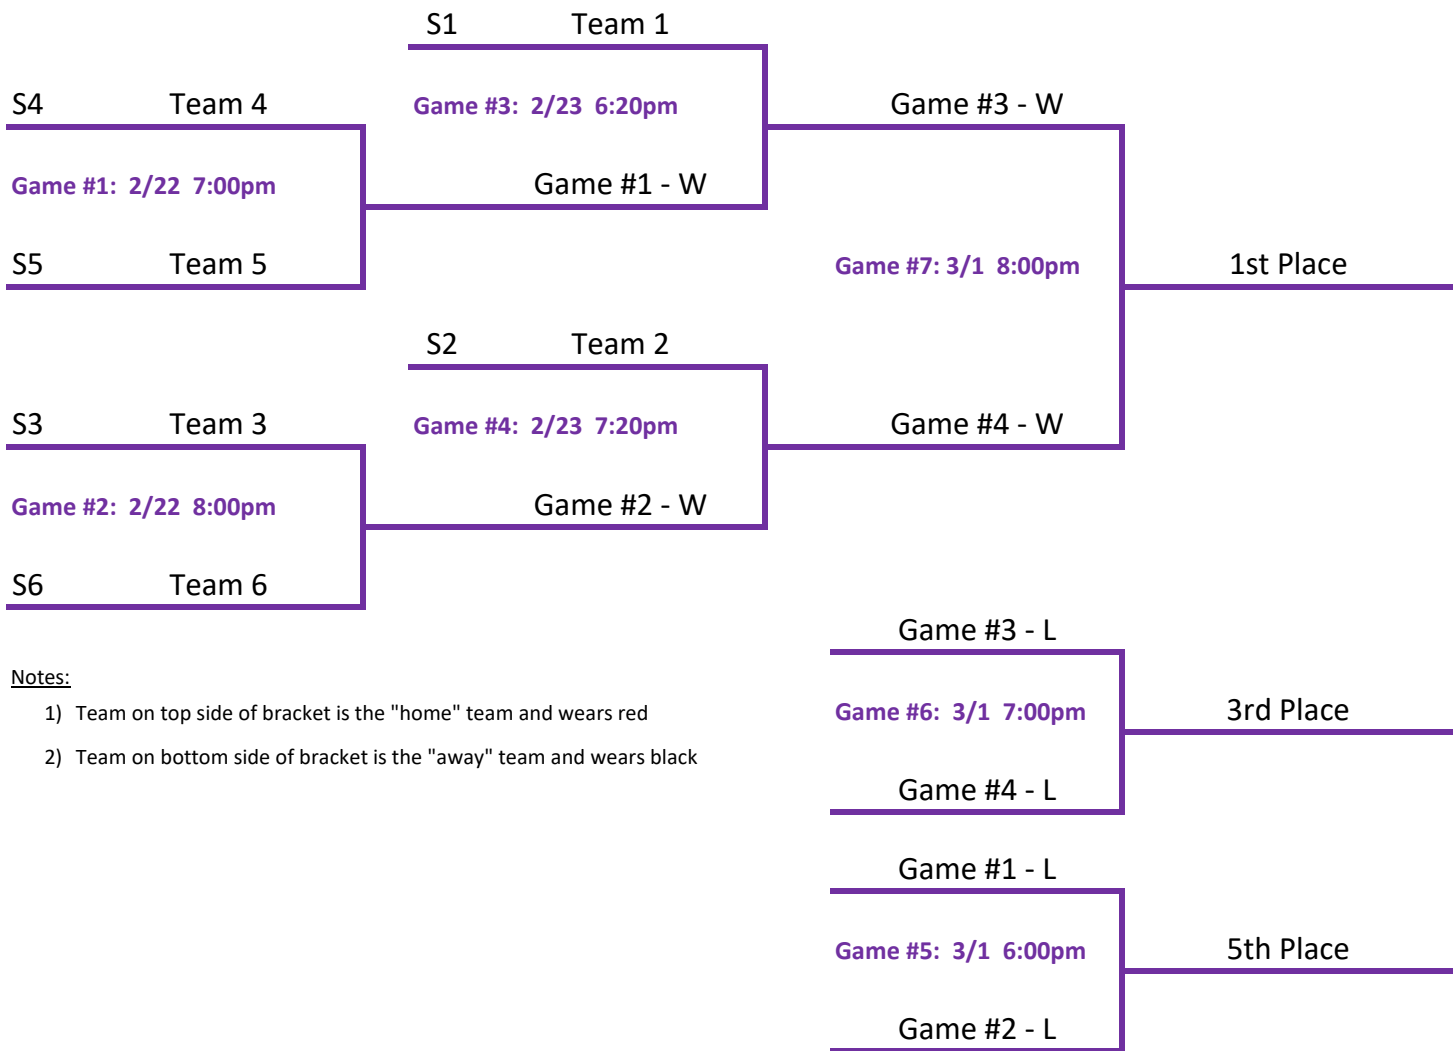 S1 Team 1
S4 Team 4
Game #3: 2/23 6:20pm
Game #3 - W
Game #1: 2/22 7:00pm
Game #1 - W
S5 Team 5
Game #7: 3/1 8:00pm
1st Place
S2 Team 2
S3 Team 3
Game #4: 2/23 7:20pm
Game #4 - W
Game #2: 2/22 8:00pm
Game #2 - W
S6 Team 6
Game #3 - L
Notes:
1) Team on top side of bracket is the "home" team and wears red
Game #6: 3/1 7:00pm
3rd Place
2) Team on bottom side of bracket is the "away" team and wears black
Game #4 - L
Game #1 - L
Game #5: 3/1 6:00pm
5th Place
Game #2 - L